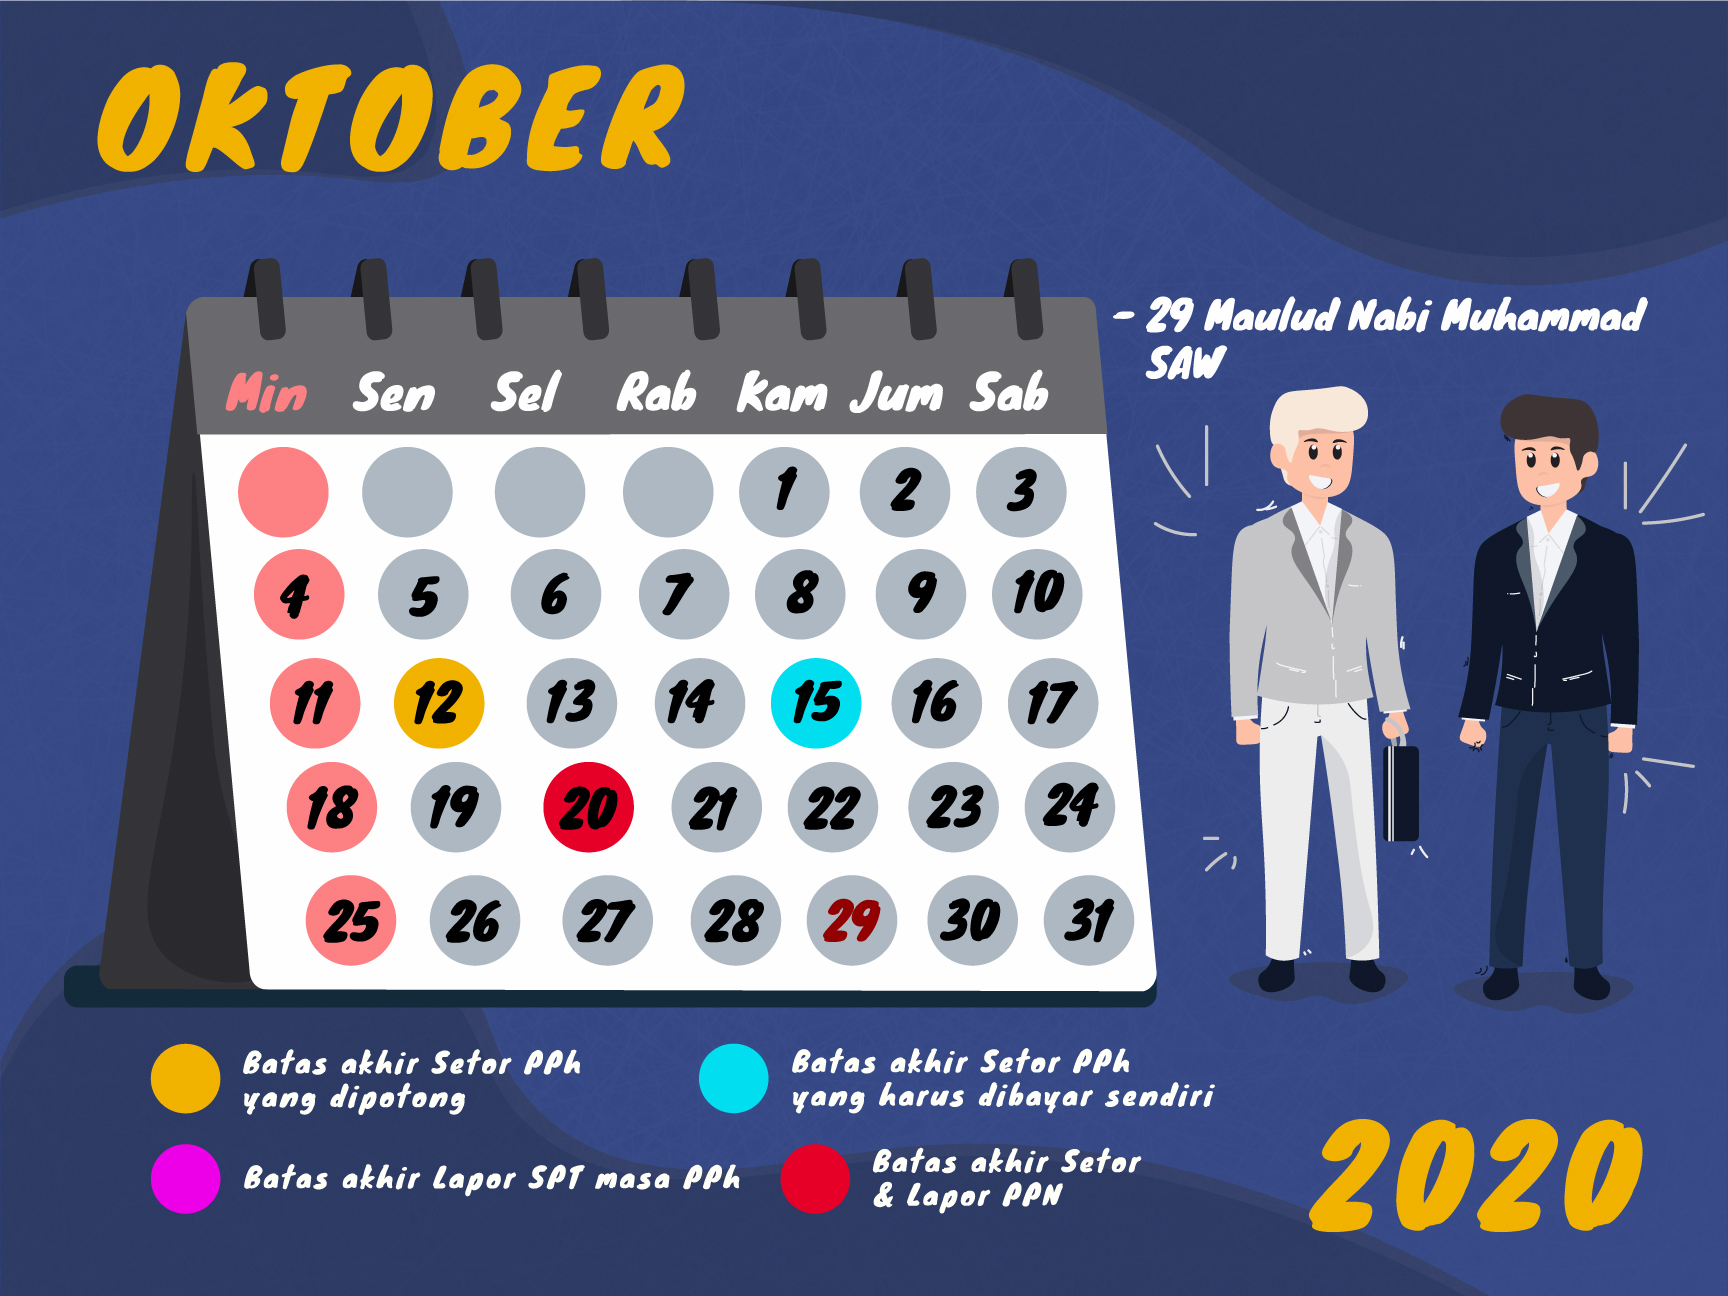 OKTOBER
- 29 Maulud Nabi Muhammad
SAW
Min Sen Sel Rab Kam Jum Sab
1 2 3
4 5 6 7 8 9 10
11 12 13 14 15 16 17
18 19 20 21 22 23 24
25 26 27 28 29 30 31
Batas akhir Setor PPh
yang dipotong
Batas akhir Setor PPh
yang harus dibayar sendiri
Batas akhir Lapor SPT masa PPh
Batas akhir Setor
& Lapor PPN
2020